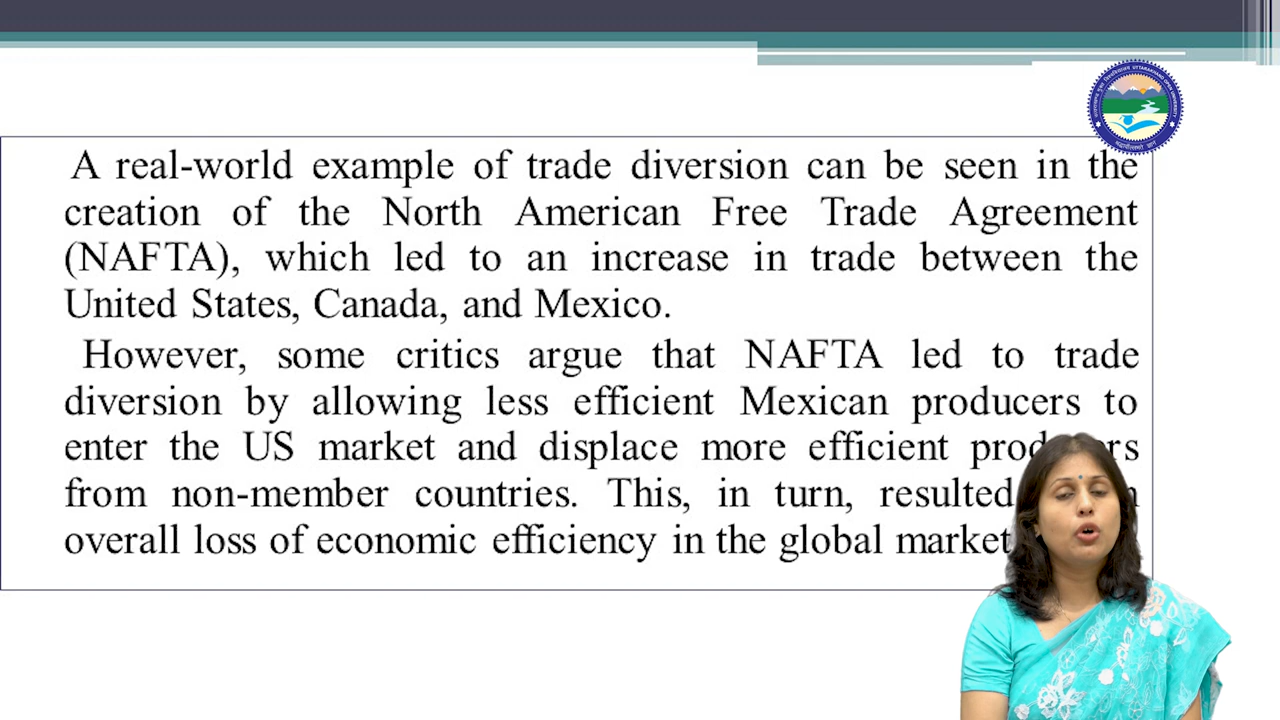 A real-world example of trade diversion can be seen in the
creation of the North American Free Trade Agreement
(NAFTA), which led to an increase in trade between the
United States, Canada, and Mexico.
However, some critics argue that NAFTA led to trade
diversion by allowing less efficient Mexican producers to
enter the US market and displace more efficient
from non-member countries. This, in turn, resulted
overall loss of economic efficiency in the global market